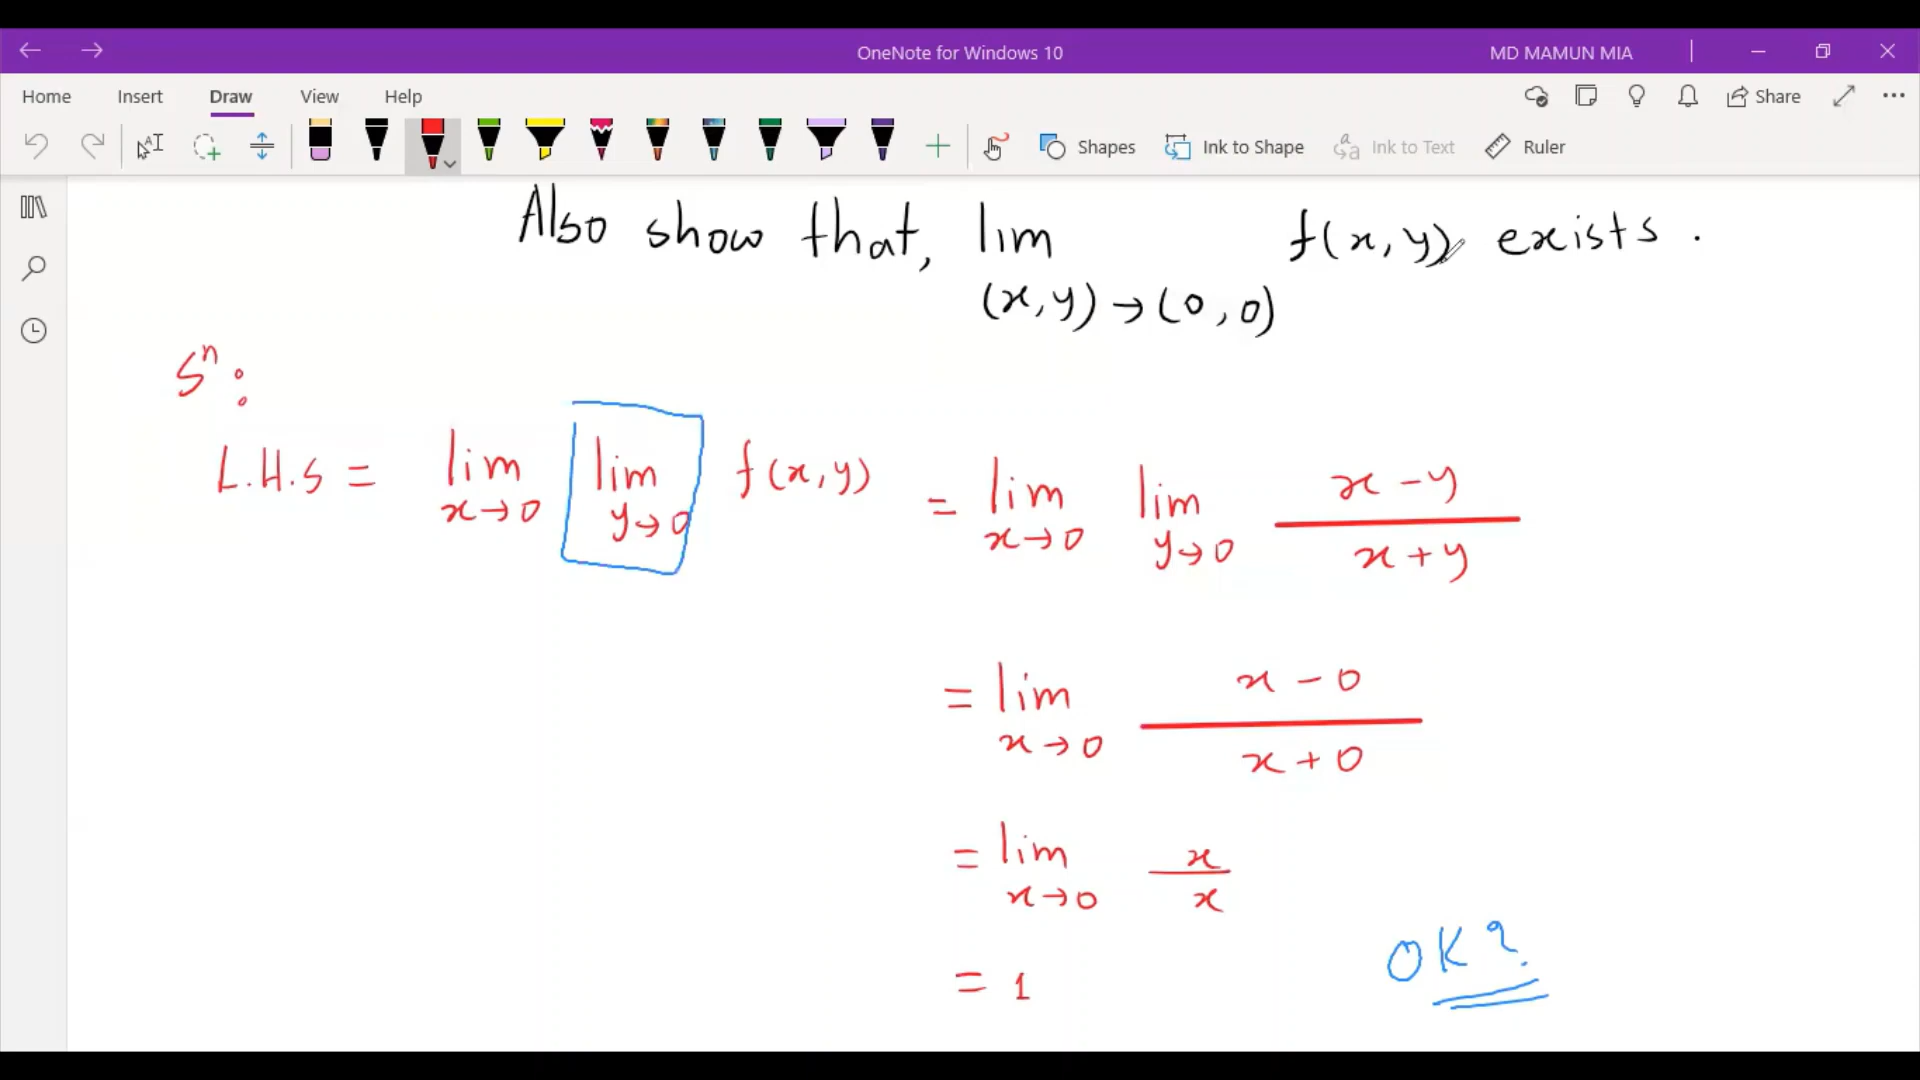 OneNote for Windows 10
MD MAMUN MIA
Home Insert Draw View Help
Share
Shapes Ink to Shape Ink to Text Ruler
Also show that, lim f(x,y) exists.
(x,y)→(0,0)
Sⁿ:
L.H.S = lim lim f(x,y) = lim lim x-y
x→0 y→0 x→0 y→0 x+y
= lim x-0
x→0 x+0
= lim x
x→0 x
= 1
OK?